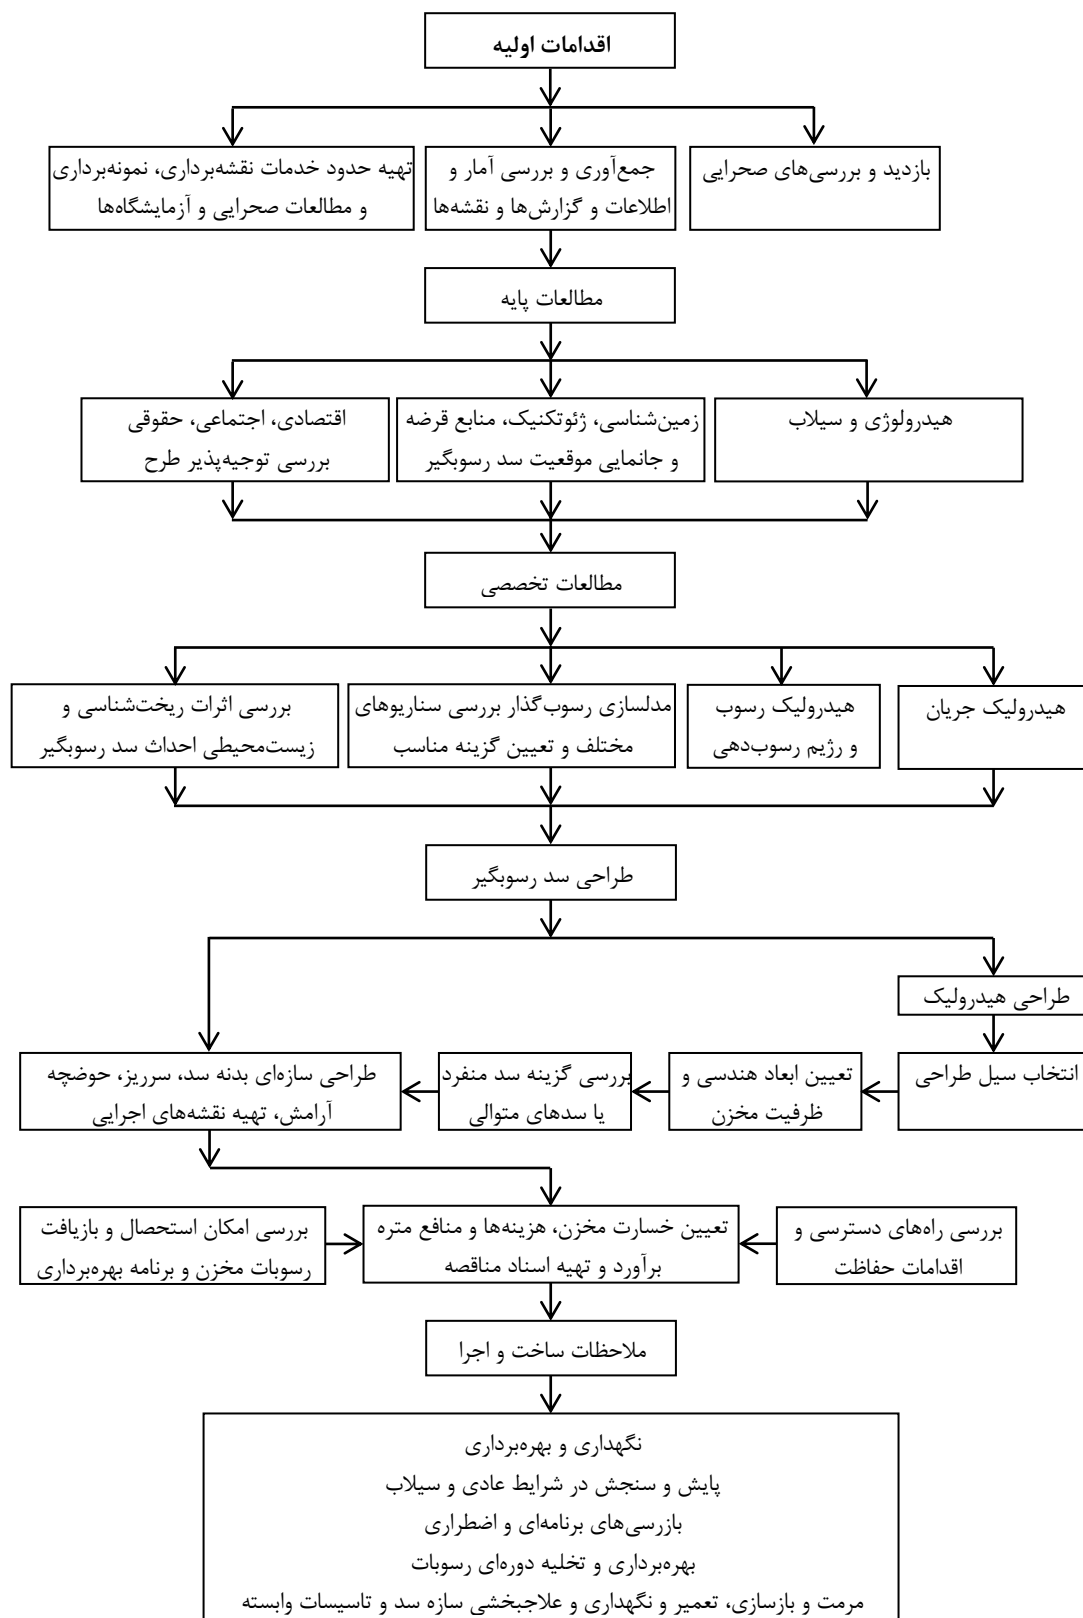 اقدامات اولیه
بازدید و بررسی‌های صحرایی
جمع‌آوری و بررسی آمار و
اطلاعات و گزارش‌ها و نقشه‌ها
تهیه حدود خدمات نقشه‌برداری، نمونه‌برداری
و مطالعات صحرایی و آزمایشگاه‌ها
مطالعات پایه
هیدرولوژی و سیلاب
زمین‌شناسی، ژئوتکنیک، منابع قرضه
و جانمایی موقعیت سد رسوبگیر
اقتصادی، اجتماعی، حقوقی
بررسی توجیه‌پذیر طرح
مطالعات تخصصی
هیدرولیک جریان
هیدرولیک رسوب
و رژیم رسوب‌دهی
مدلسازی رسوب‌گذار بررسی سناریوهای
مختلف و تعیین گزینه مناسب
بررسی اثرات ریخت‌شناسی و
زیست‌محیطی احداث سد رسوبگیر
طراحی سد رسوبگیر
طراحی هیدرولیک
انتخاب سیل طراحی
تعیین ابعاد هندسی و
ظرفیت مخزن
بررسی گزینه سد منفرد
یا سدهای متوالی
طراحی سازه‌ای بدنه سد، سرریز، حوضچه
آرامش، تهیه نقشه‌های اجرایی
بررسی راه‌های دسترسی و
اقدامات حفاظت
تعیین خسارت مخزن، هزینه‌ها و منافع متره
برآورد و تهیه اسناد مناقصه
بررسی امکان استحصال و بازیافت
رسوبات مخزن و برنامه بهره‌برداری
ملاحظات ساخت و اجرا
نگهداری و بهره‌برداری
پایش و سنجش در شرایط عادی و سیلاب
بازرسی‌های برنامه‌ای و اضطراری
بهره‌برداری و تخلیه دوره‌ای رسوبات
مرمت و بازسازی، تعمیر و نگهداری و علاجبخشی سازه سد و تاسیسات وابسته